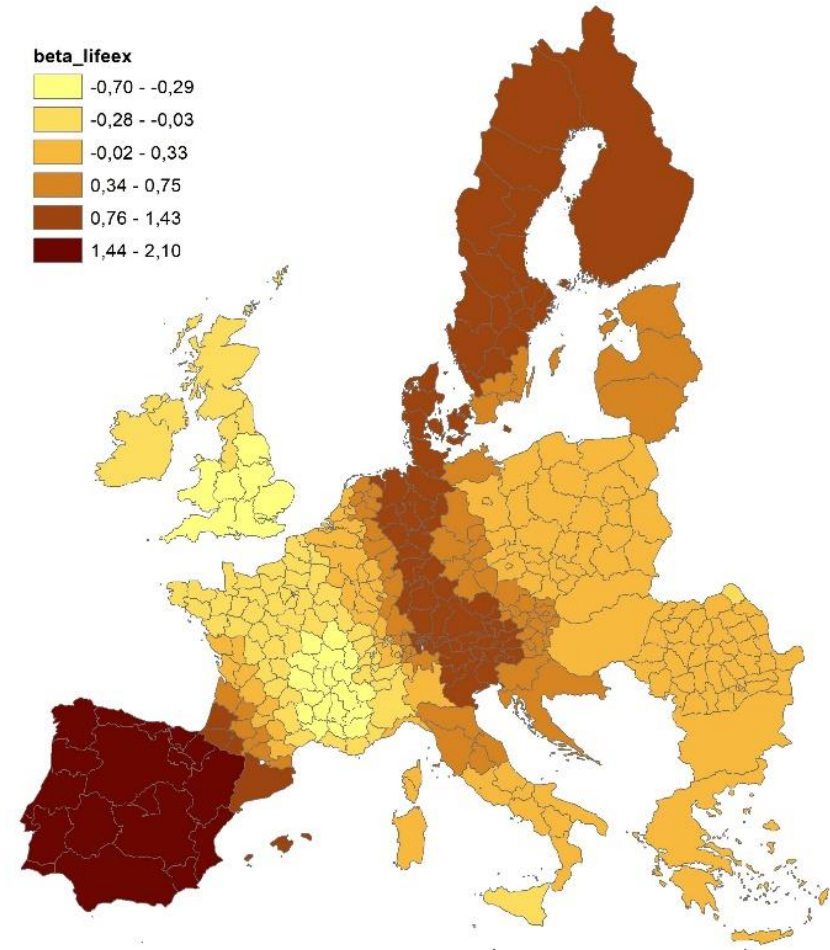 beta_lifeex
-0,70 - -0,29
-0,28 - -0,03
-0,02 - 0,33
0,34 - 0,75
0,76 - 1,43
1,44 - 2,10